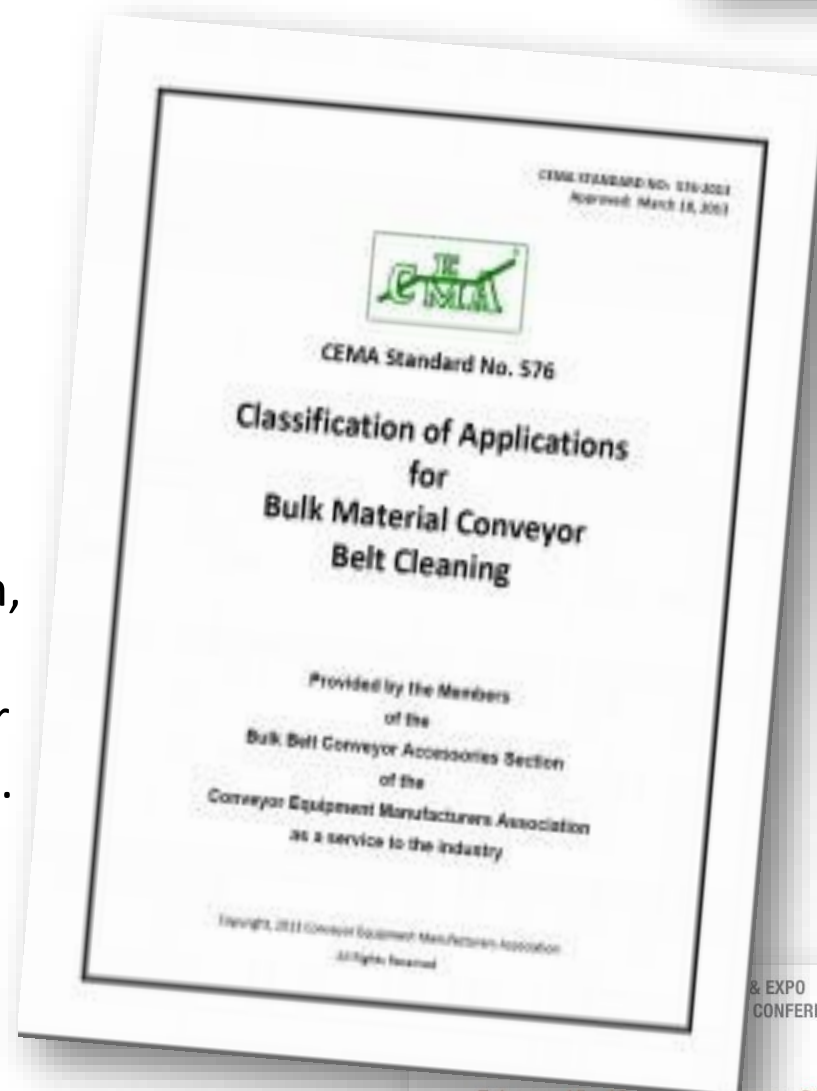 CEMA STANDARD NO: 576-2013
Approved: March 18, 2013
CEMA
CEMA Standard No. 576
Classification of Applications
for
Bulk Material Conveyor
Belt Cleaning
Provided by the Members
of the
Bulk Belt Conveyor Accessories Section
of the
Conveyor Equipment Manufacturers Association
as a service to the industry
Copyright, 2013 Conveyor Equipment Manufacturers Association
All Rights Reserved
& EXPO